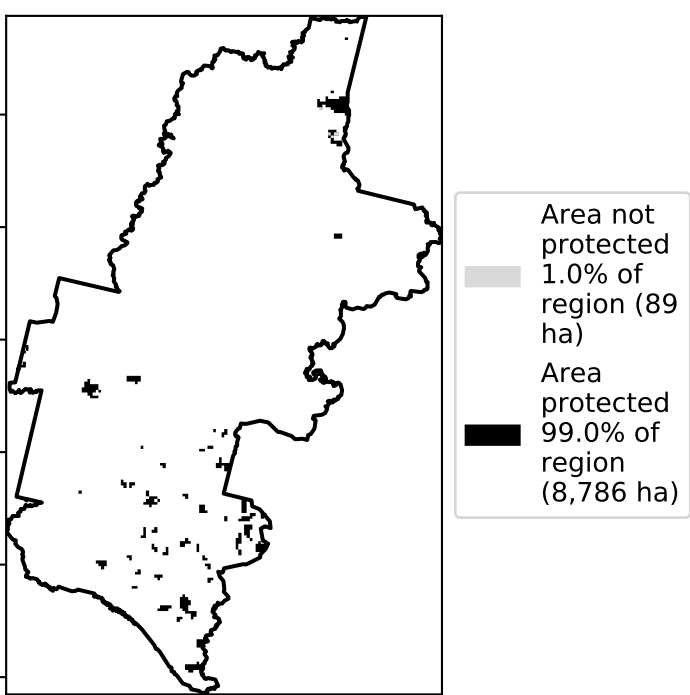 Area not
protected
1.0% of
region (89
ha)
Area
protected
99.0% of
region
(8,786 ha)